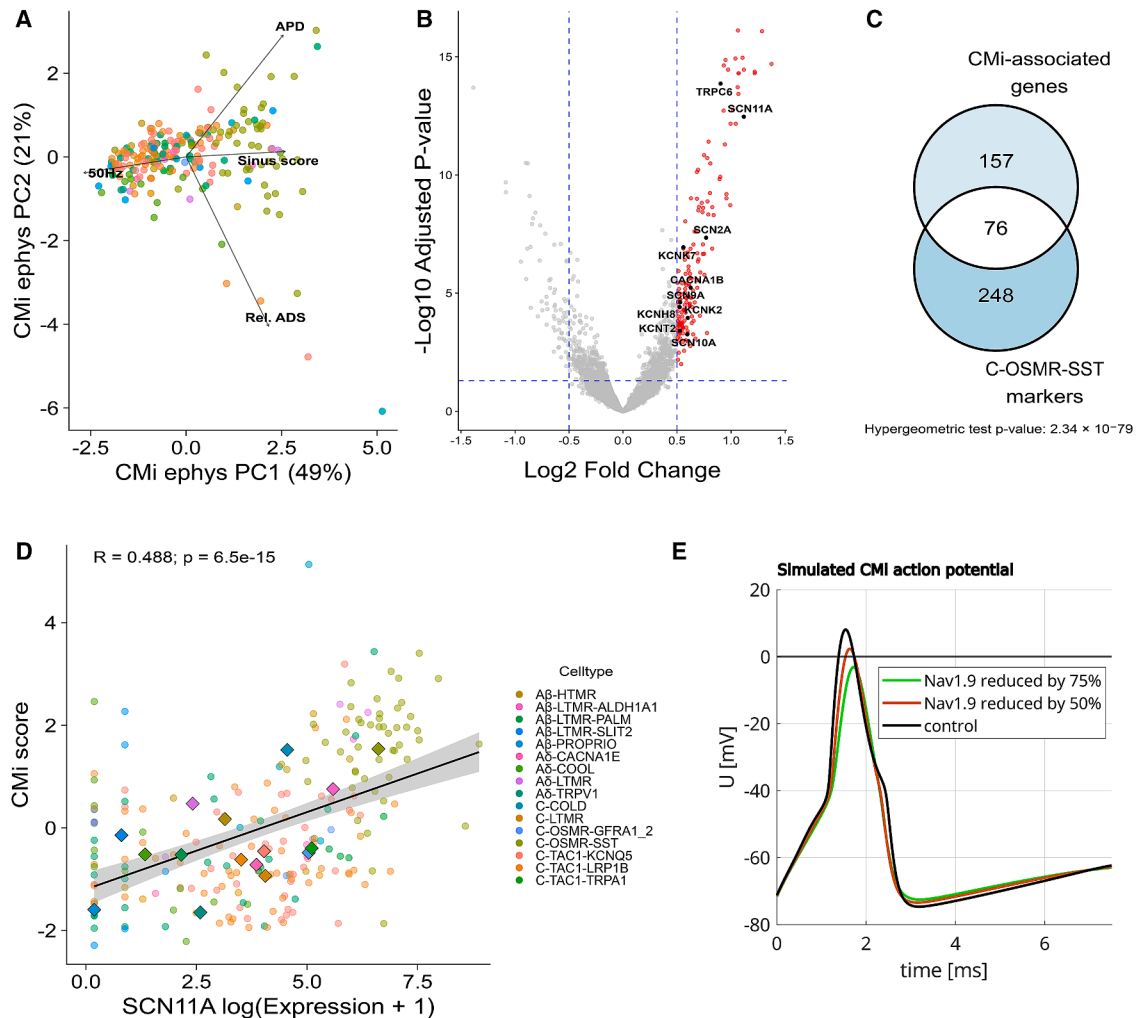 A
APD
Sinus score
50Hz
Rel. ADS
2
0
-2
-4
-6
-2.5
0.0
2.5
5.0
CMi ephys PC2 (21%)
CMi ephys PC1 (49%)
B
15
10
5
0
-Log10 Adjusted P-value
TRPC6
SCN11A
SCN2A
KCNK7
CACNA1B
SCN9A
KCNH8
KCNK2
KCNT2
SCN10A
-1.5
-1.0
-0.5
0.0
0.5
1.0
1.5
Log2 Fold Change
C
CMi-associated
genes
157
76
248
C-OSMR-SST
markers
Hypergeometric test p-value: 2.34 × 10⁻79
D
R = 0.488; p = 6.5e-15
4
2
0
-2
CMi score
0.0
2.5
5.0
7.5
SCN11A log(Expression + 1)
Celltype
Aβ-HTMR
Aβ-LTMR-ALDH1A1
Aβ-LTMR-PALM
Aβ-LTMR-SLIT2
Aβ-PROPRIO
Aδ-CACNA1E
Aδ-COOL
Aδ-LTMR
Aδ-TRPV1
C-COLD
C-LTMR
C-OSMR-GFRA1_2
C-OSMR-SST
C-TAC1-KCNQ5
C-TAC1-LRP1B
C-TAC1-TRPA1
E
Simulated CMi action potential
20
0
-20
-40
-60
-80
U [mV]
Nav1.9 reduced by 75%
Nav1.9 reduced by 50%
control
0
2
4
6
time [ms]